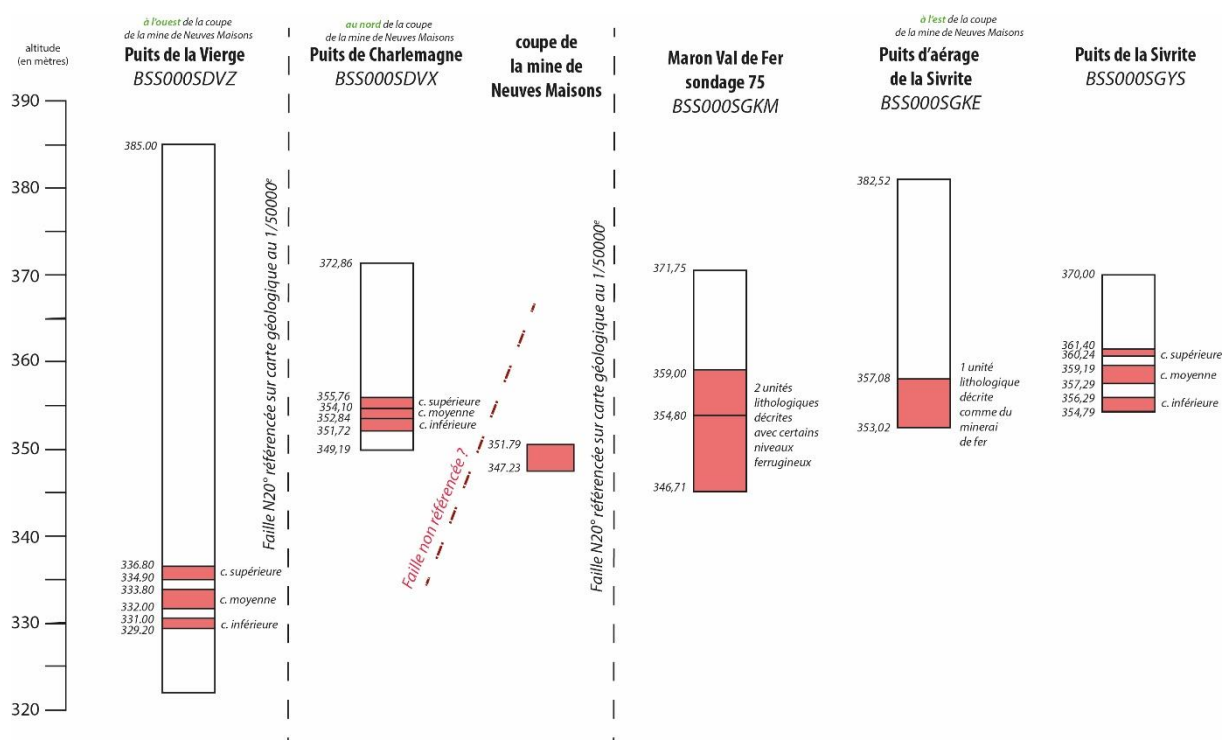 altitude
(en mètres)
390
380
370
360
350
340
330
320
à l'ouest de la coupe
de la mine de Neuves Maisons
Puits de la Vierge
BSS000SDVZ
385.00
336.80
334.90
333.80
332.00
331.00
329.20
c. supérieure
c. moyenne
c. inférieure
Faille N20° référencée sur carte géologique au 1/50000e
au nord de la coupe
de la mine de Neuves Maisons
Puits de Charlemagne
BSS000SDVX
372,86
355,76
354,10
352,84
351,72
349,19
c. supérieure
c. moyenne
c. inférieure
Faille non référencée ?
coupe de
la mine de
Neuves Maisons
351.79
347.23
Faille N20° référencée sur carte géologique au 1/50000e
Maron Val de Fer
sondage 75
BSS000SGKM
371,75
359,00
354,80
346,71
2 unités
lithologiques
décrites
avec certains
niveaux
ferrugineux
à l'est de la coupe
de la mine de Neuves Maisons
Puits d'aérage
de la Sivrite
BSS000SGKE
382,52
357,08
353,02
1 unité
lithologique
décrite
comme du
minerai
de fer
Puits de la Sivrite
BSS000SGYS
370,00
361,40
360,24
359,19
357,29
356,29
354,79
c. supérieure
c. moyenne
c. inférieure